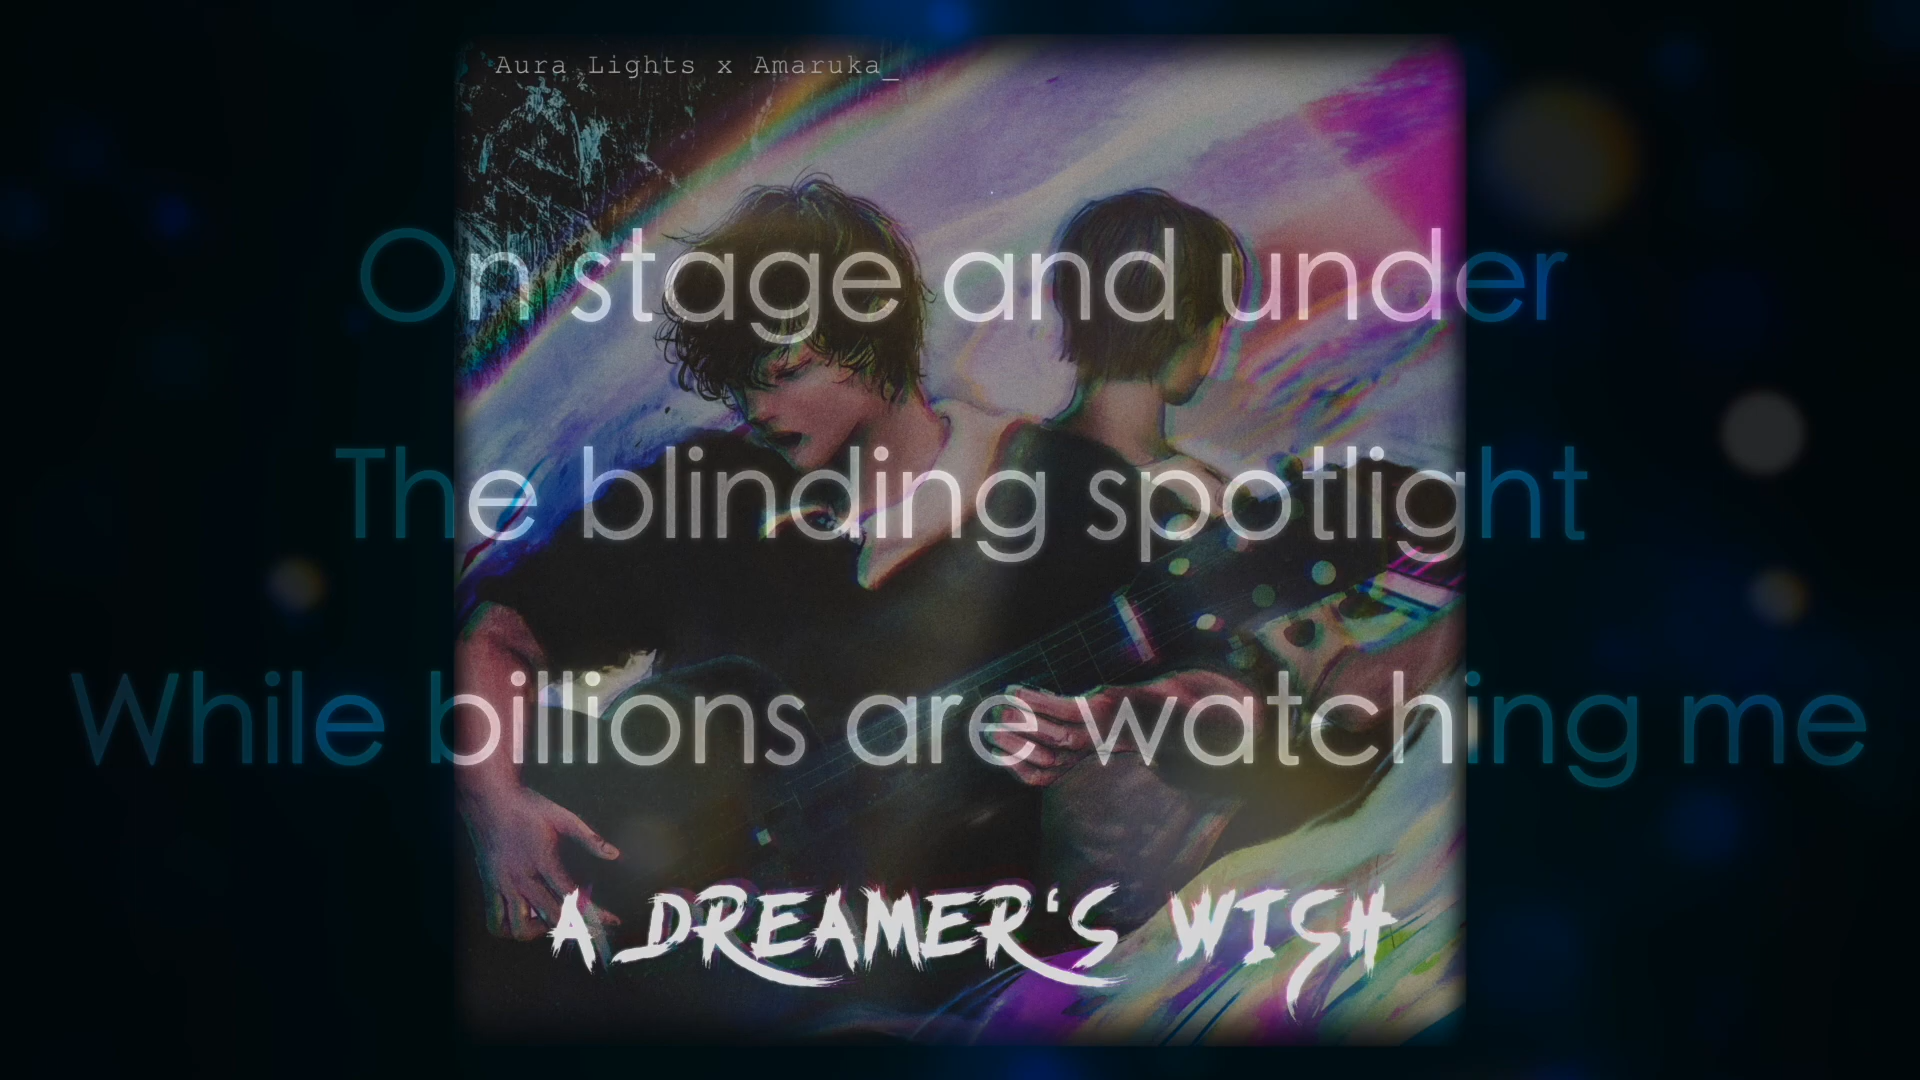 Aura Lights x Amaruka_
On stage and under
The blinding spotlight
While billions are watching me
A DREAMER'S WISH